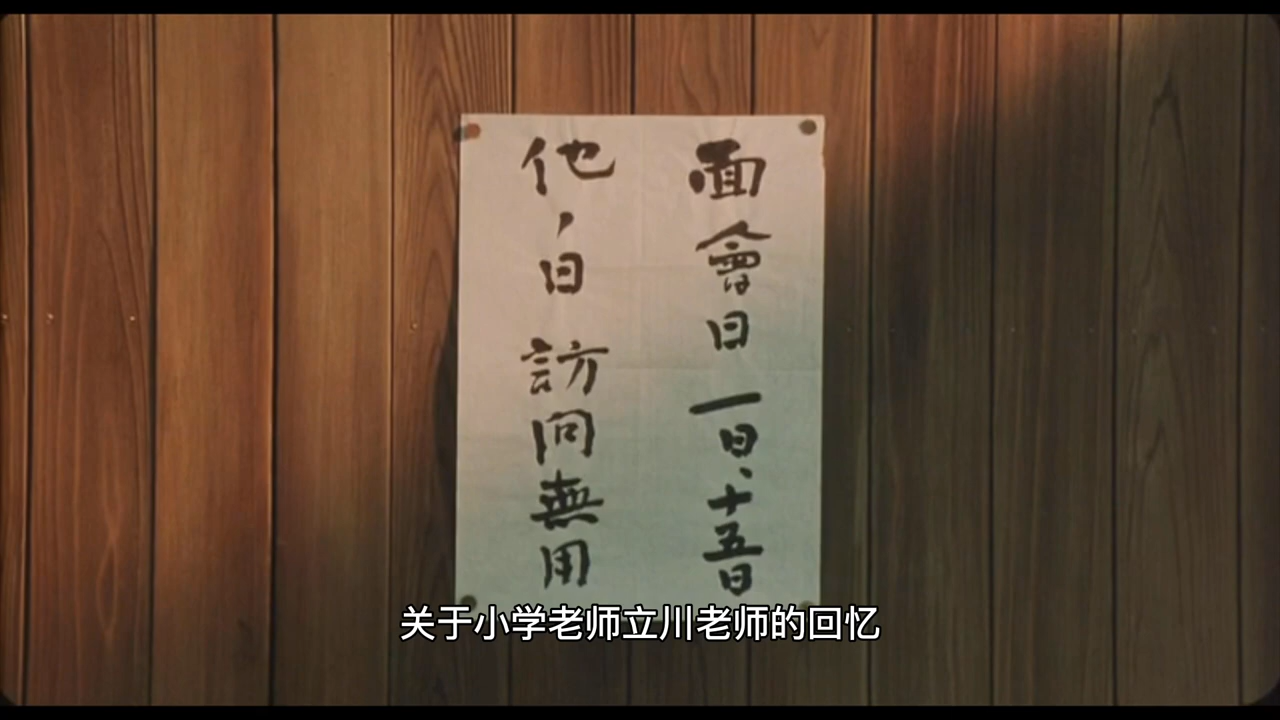 面會日 一日、十五日
他ノ日 訪問無用
关于小学老师立川老师的回忆